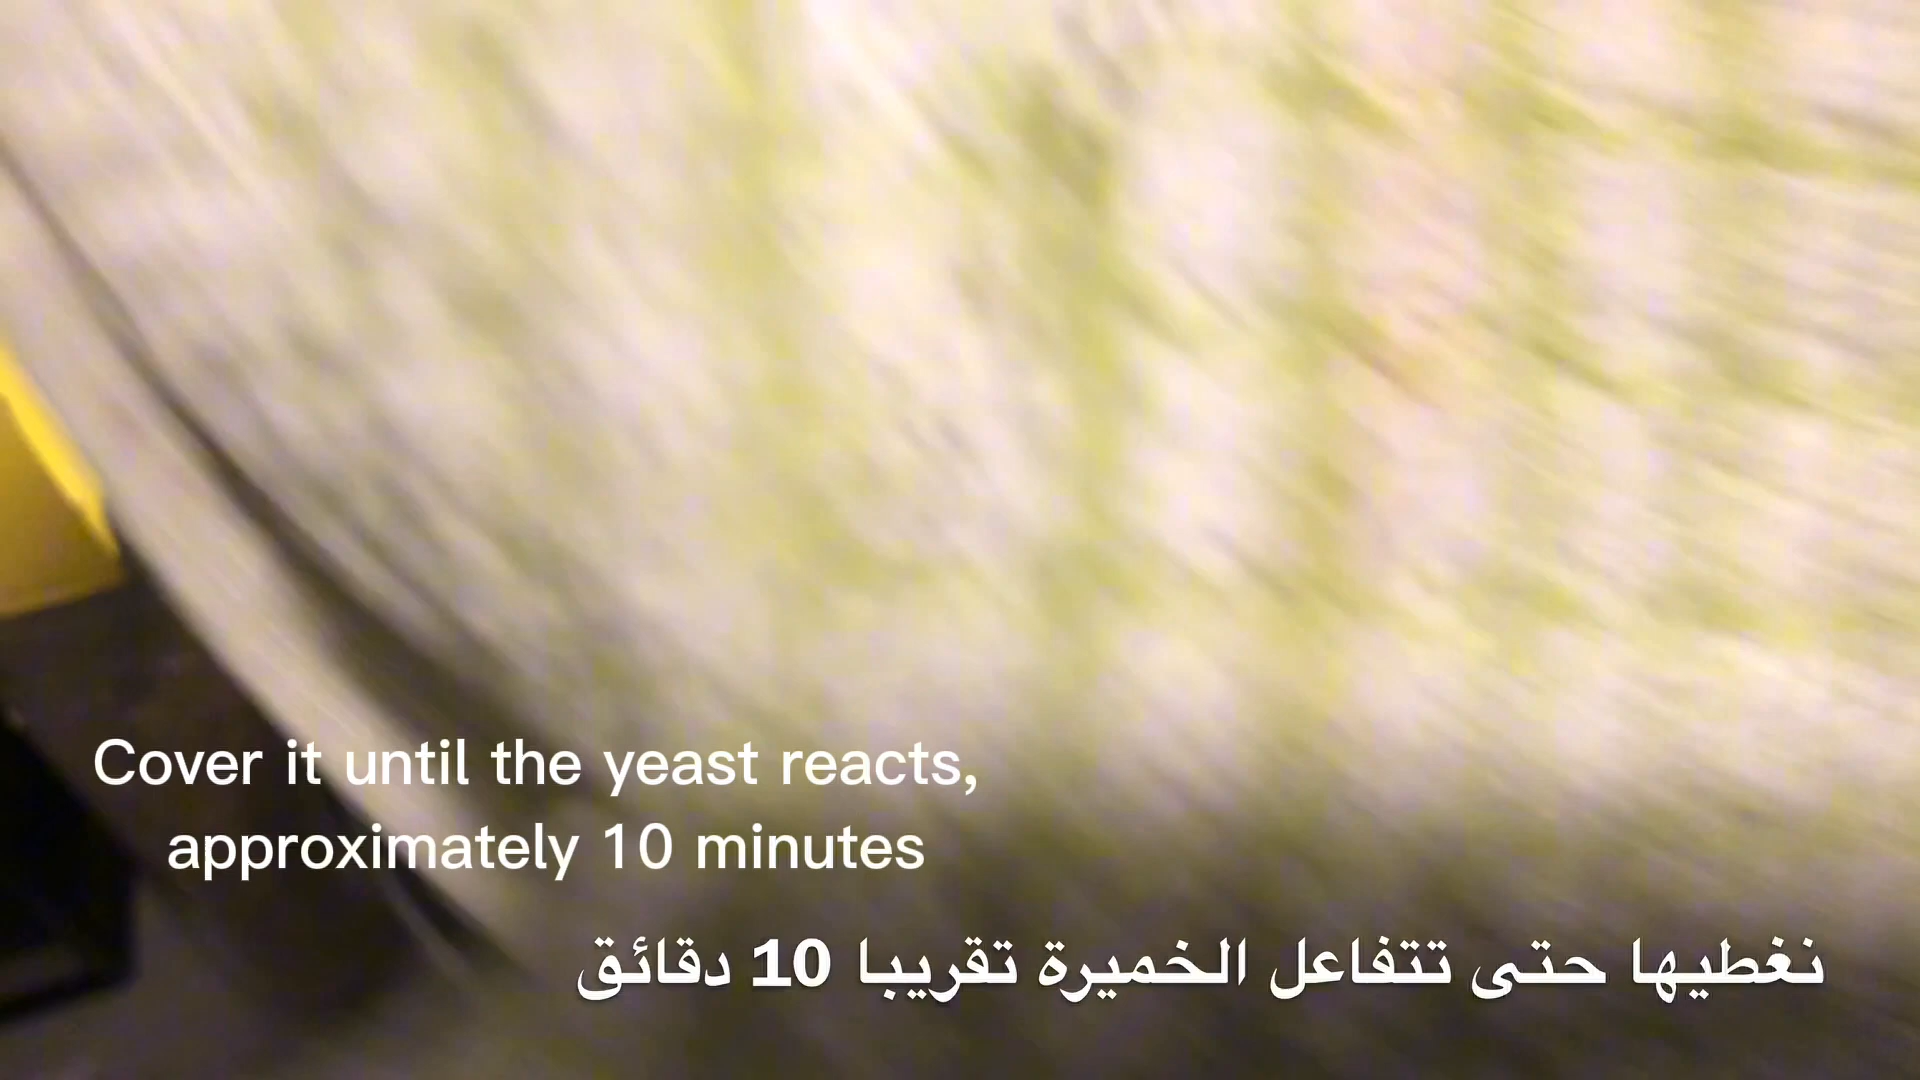 Cover it until the yeast reacts,
approximately 10 minutes
نغطيها حتى تتفاعل الخميرة تقريبا 10 دقائق